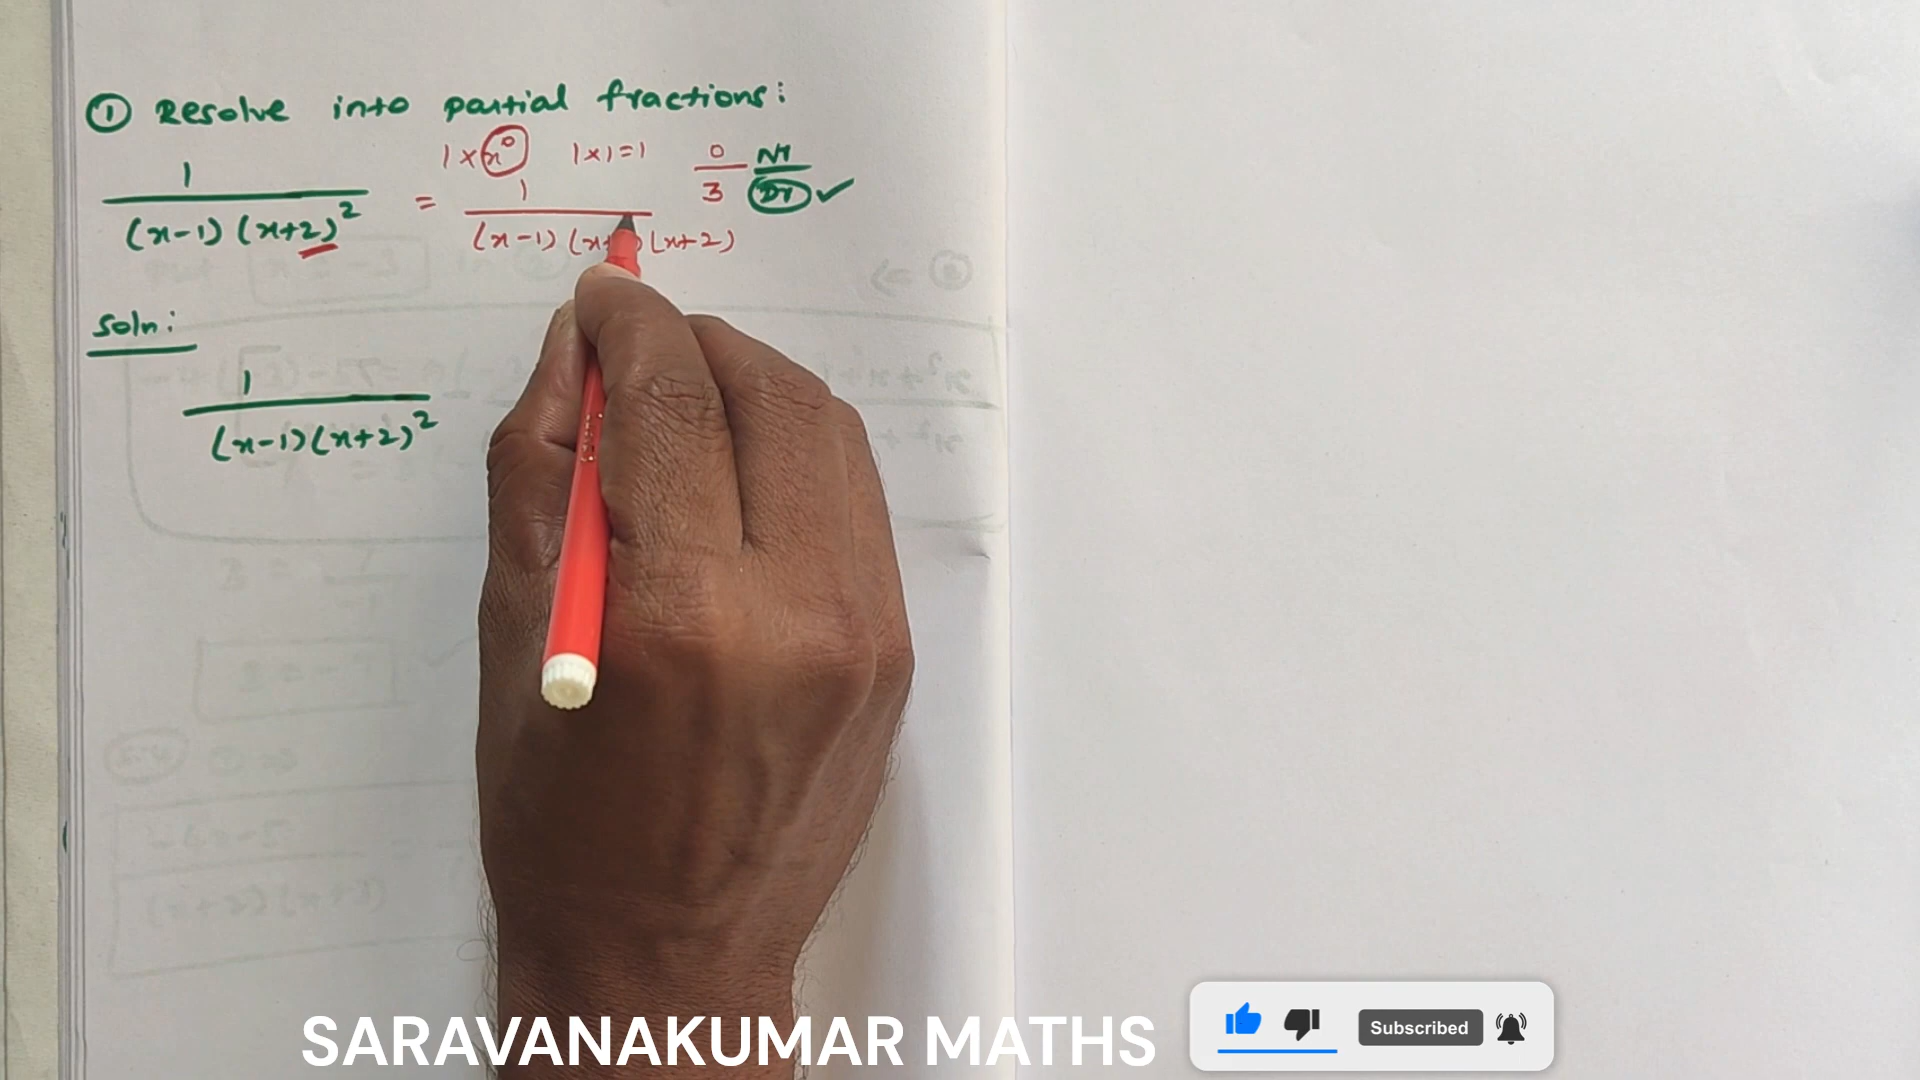 ① Resolve into partial fractions:
1 × x⁰ 1×1=1 0/3 Nr/Dr ✓
1/(x-1)(x+2)² = 1/(x-1)(x+2)(x+2)
Soln:
1/(x-1)(x+2)²
SARAVANAKUMAR MATHS
Subscribed